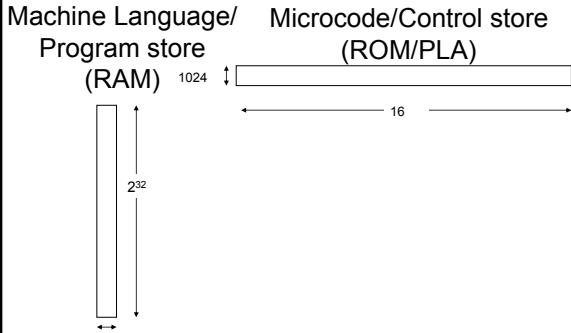 Machine Language/
Program store
(RAM)
Microcode/Control store
(ROM/PLA)
1024
16
2³²